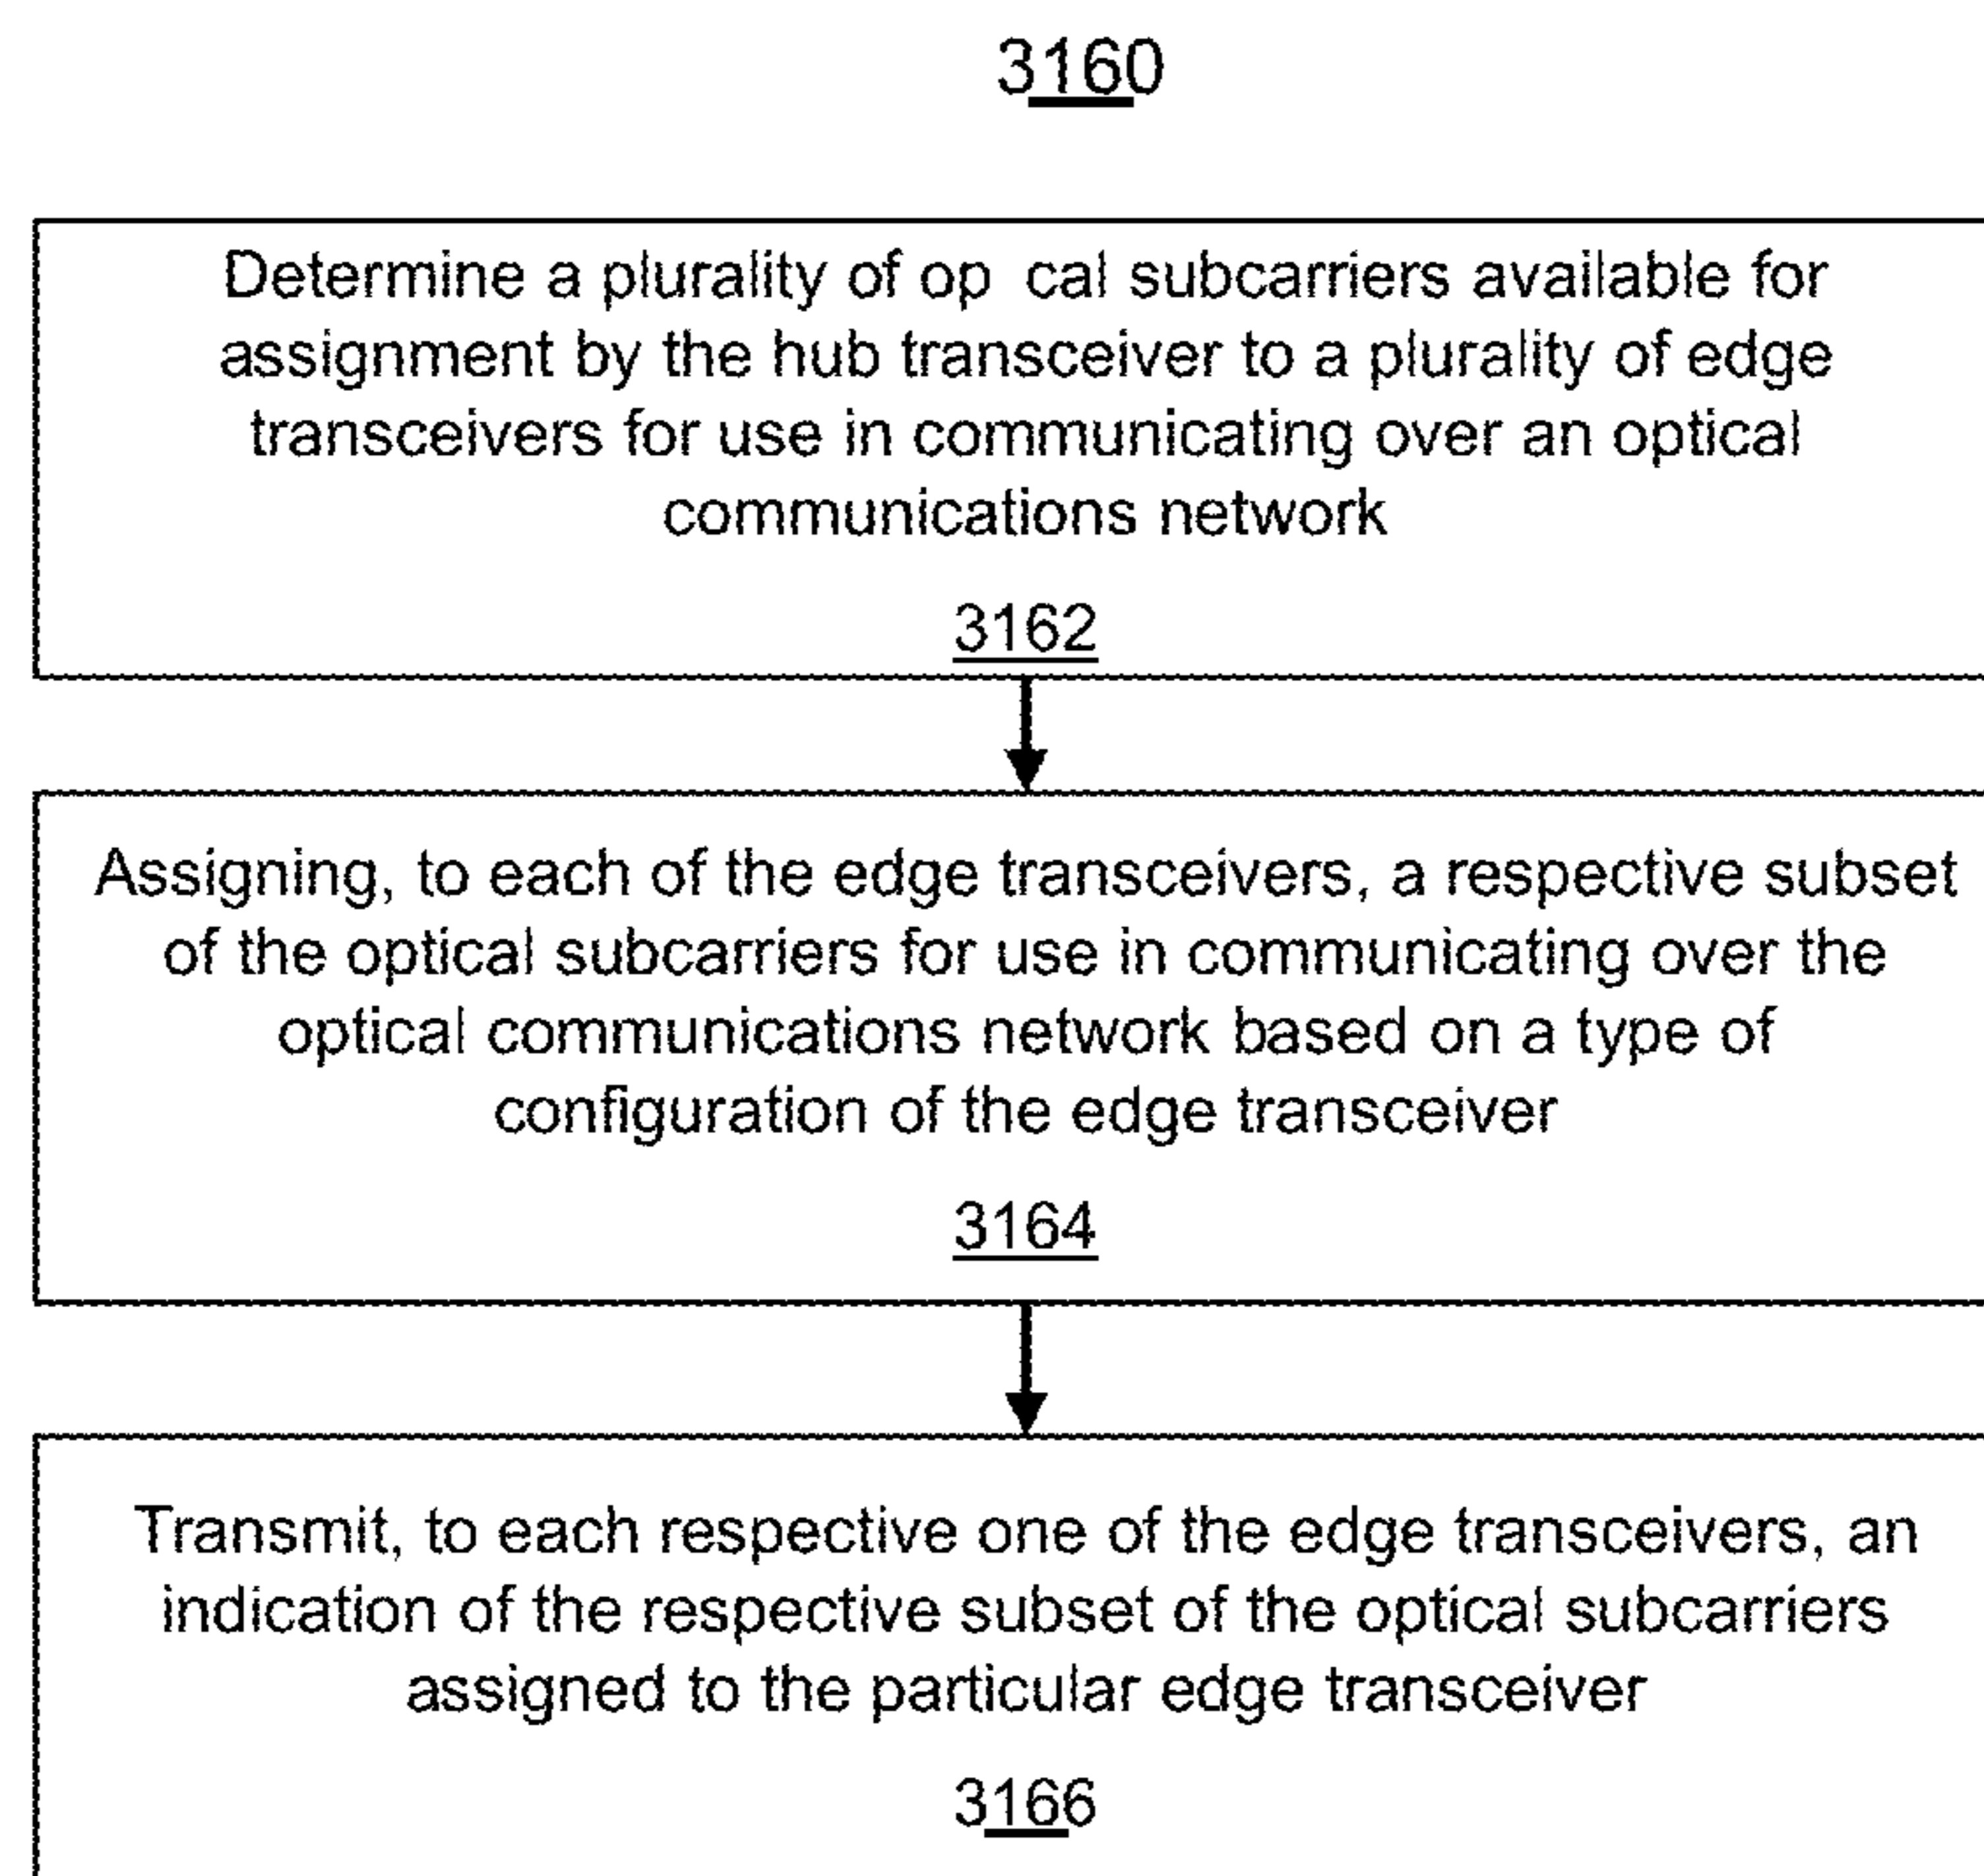 3160
Determine a plurality of op cal subcarriers available for
assignment by the hub transceiver to a plurality of edge
transceivers for use in communicating over an optical
communications network
3162
Assigning, to each of the edge transceivers, a respective subset
of the optical subcarriers for use in communicating over the
optical communications network based on a type of
configuration of the edge transceiver
3164
Transmit, to each respective one of the edge transceivers, an
indication of the respective subset of the optical subcarriers
assigned to the particular edge transceiver
3166